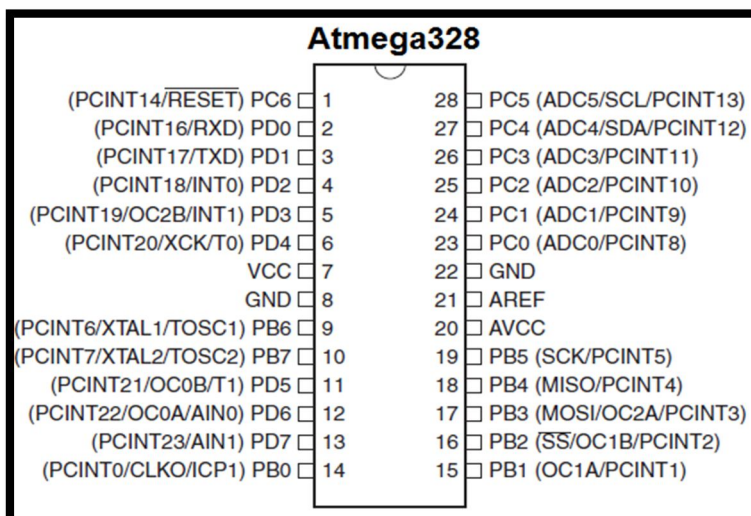 Atmega328
(PCINT14/RESET) PC6 1 28 PC5 (ADC5/SCL/PCINT13)
(PCINT16/RXD) PD0 2 27 PC4 (ADC4/SDA/PCINT12)
(PCINT17/TXD) PD1 3 26 PC3 (ADC3/PCINT11)
(PCINT18/INT0) PD2 4 25 PC2 (ADC2/PCINT10)
(PCINT19/OC2B/INT1) PD3 5 24 PC1 (ADC1/PCINT9)
(PCINT20/XCK/T0) PD4 6 23 PC0 (ADC0/PCINT8)
VCC 7 22 GND
GND 8 21 AREF
(PCINT6/XTAL1/TOSC1) PB6 9 20 AVCC
(PCINT7/XTAL2/TOSC2) PB7 10 19 PB5 (SCK/PCINT5)
(PCINT21/OC0B/T1) PD5 11 18 PB4 (MISO/PCINT4)
(PCINT22/OC0A/AIN0) PD6 12 17 PB3 (MOSI/OC2A/PCINT3)
(PCINT23/AIN1) PD7 13 16 PB2 (SS/OC1B/PCINT2)
(PCINT0/CLKO/ICP1) PB0 14 15 PB1 (OC1A/PCINT1)